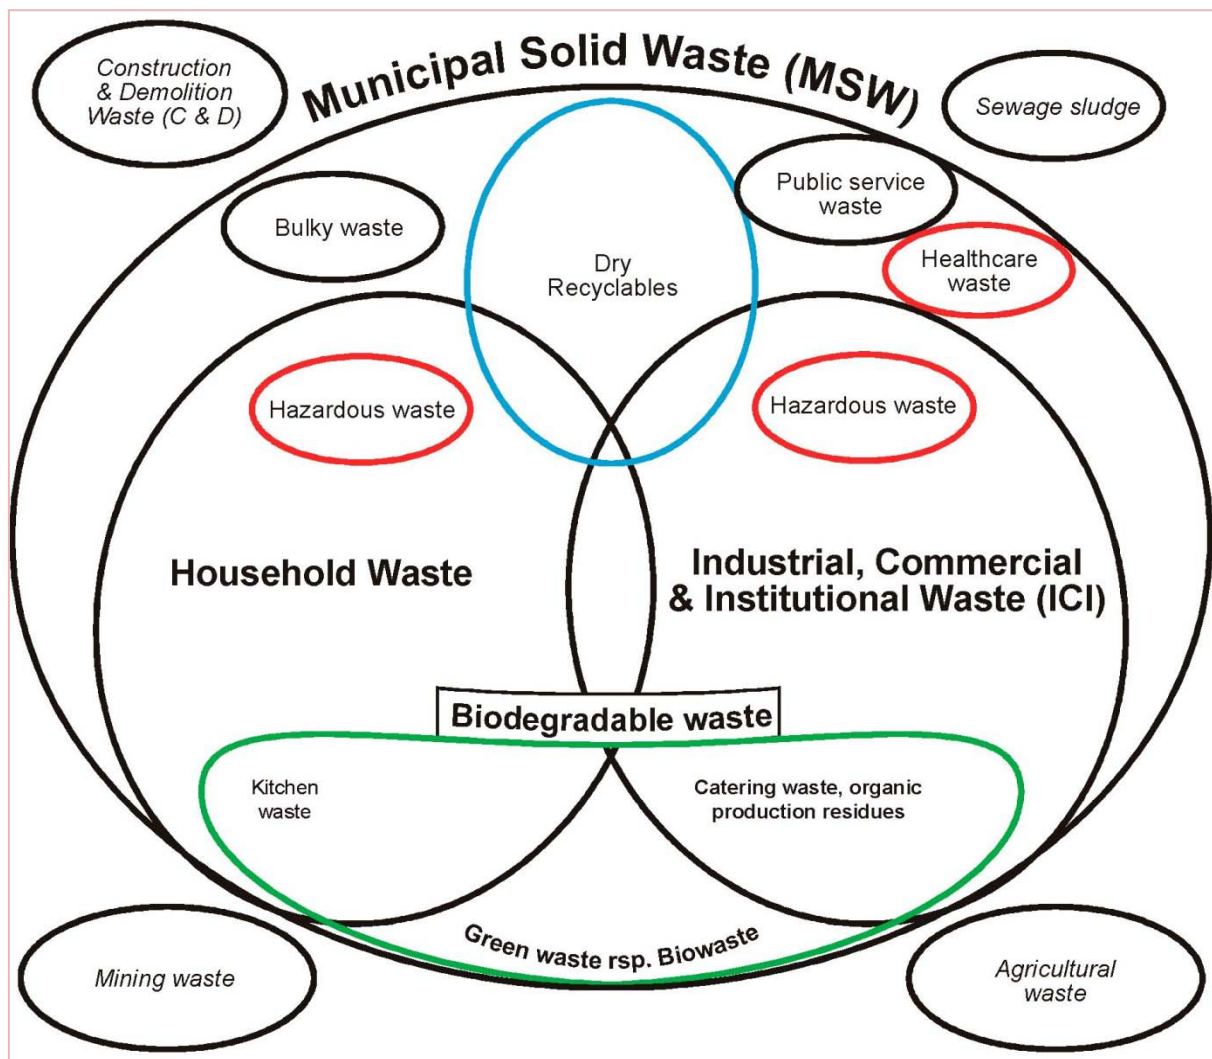 Construction
& Demolition
Waste (C & D)
Municipal Solid Waste (MSW)
Sewage sludge
Bulky waste
Public service
waste
Dry
Recyclables
Healthcare
waste
Hazardous waste
Hazardous waste
Household Waste
Industrial, Commercial
& Institutional Waste (ICI)
Biodegradable waste
Kitchen
waste
Catering waste, organic
production residues
Green waste rsp. Biowaste
Mining waste
Agricultural
waste